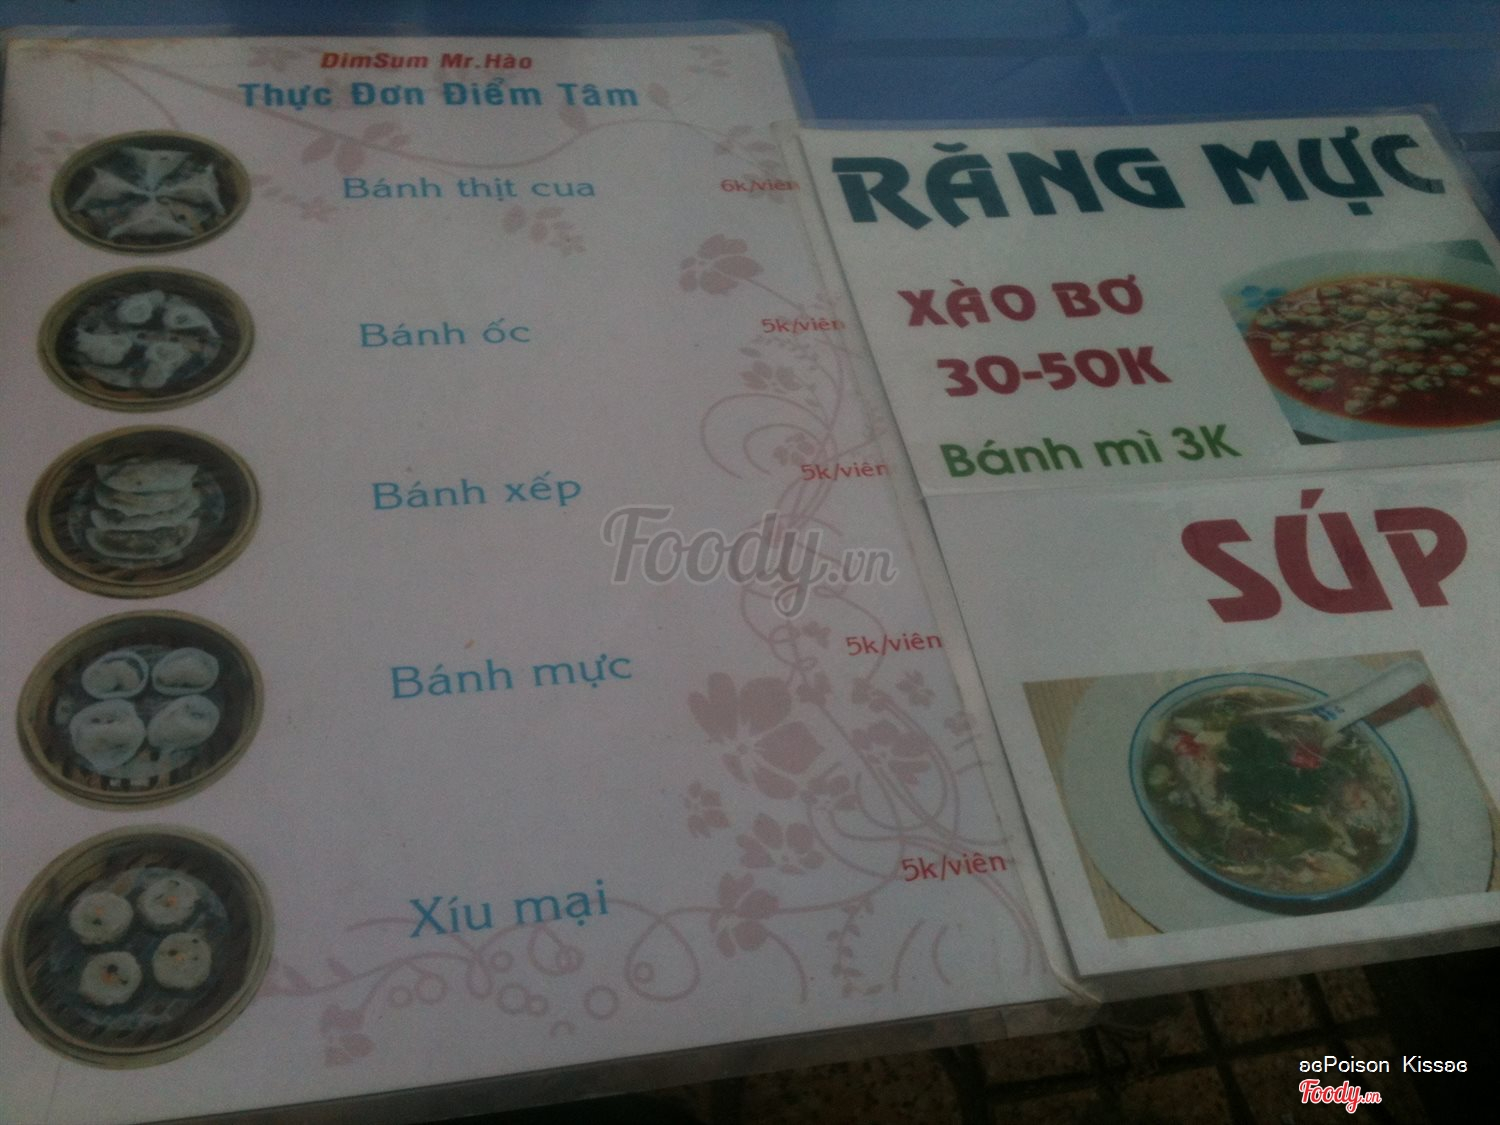 DimSum Mr.Hào
Thực Đơn Điểm Tâm
Bánh thịt cua 6k/viên
Bánh ốc 5k/viên
Bánh xếp 5k/viên
Bánh mực 5k/viên
Xíu mại 5k/viên
RĂNG MỰC
XÀO BƠ
30-50K
Bánh mì 3K
SÚP
Foody.vn
ʚɞPoison Kissʚɞ
Foody.vn